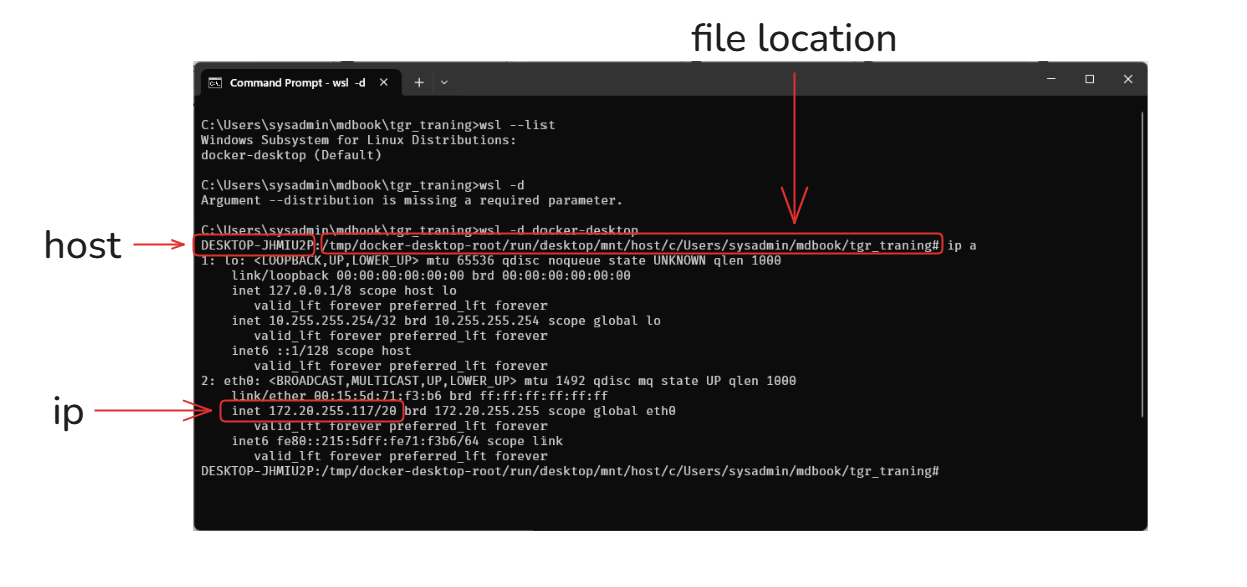 file location
Command Prompt - wsl -d
C:\Users\sysadmin\mdbook\tgr_traning>wsl --list
Windows Subsystem for Linux Distributions:
docker-desktop (Default)
C:\Users\sysadmin\mdbook\tgr_traning>wsl -d
Argument --distribution is missing a required parameter.
C:\Users\sysadmin\mdbook\tgr_traning>wsl -d docker-desktop
host
DESKTOP-JHMIU2P:/tmp/docker-desktop-root/run/desktop/mnt/host/c/Users/sysadmin/mdbook/tgr_traning# ip a
1: lo: <LOOPBACK,UP,LOWER_UP> mtu 65536 qdisc noqueue state UNKNOWN qlen 1000
link/loopback 00:00:00:00:00:00 brd 00:00:00:00:00:00
inet 127.0.0.1/8 scope host lo
valid_lft forever preferred_lft forever
inet 10.255.255.254/32 brd 10.255.255.254 scope global lo
valid_lft forever preferred_lft forever
inet6 ::1/128 scope host
valid_lft forever preferred_lft forever
2: eth0: <BROADCAST,MULTICAST,UP,LOWER_UP> mtu 1492 qdisc mq state UP qlen 1000
link/ether 00:15:5d:71:f3:b6 brd ff:ff:ff:ff:ff:ff
ip
inet 172.20.255.117/20 brd 172.20.255.255 scope global eth0
valid_lft forever preferred_lft forever
inet6 fe80::215:5dff:fe71:f3b6/64 scope link
valid_lft forever preferred_lft forever
DESKTOP-JHMIU2P:/tmp/docker-desktop-root/run/desktop/mnt/host/c/Users/sysadmin/mdbook/tgr_traning#